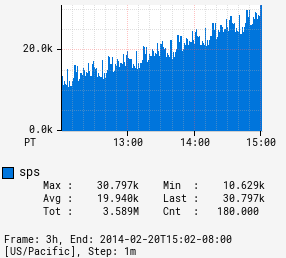 20.0k
0.0k
PT 13:00 14:00 15:00
sps
Max : 30.797k Min : 10.629k
Avg : 19.940k Last : 30.797k
Tot : 3.589M Cnt : 180.000
Frame: 3h, End: 2014-02-20T15:02-08:00
[US/Pacific], Step: 1m